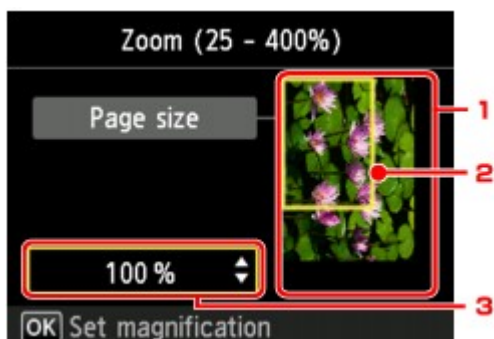 Zoom (25 - 400%)
Page size
1
2
100 %
3
OK Set magnification